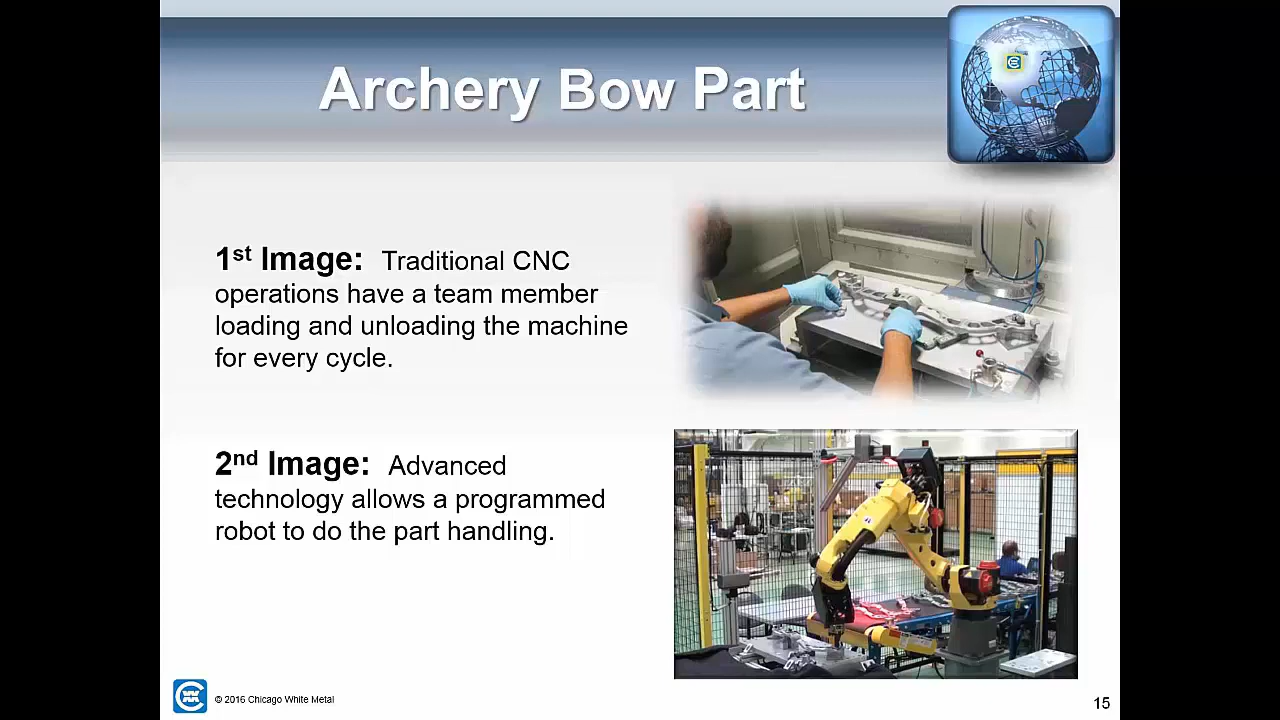 Archery Bow Part
1st Image: Traditional CNC
operations have a team member
loading and unloading the machine
for every cycle.
2nd Image: Advanced
technology allows a programmed
robot to do the part handling.
© 2016 Chicago White Metal
15